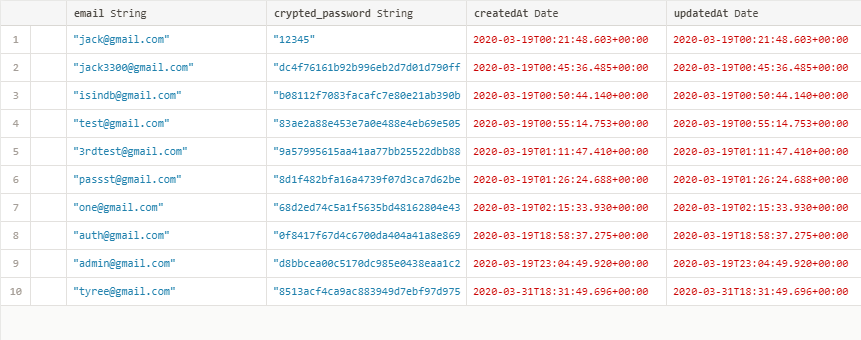 email String crypted_password String createdAt Date updatedAt Date
1 "jack@gmail.com" "12345" 2020-03-19T00:21:48.603+00:00 2020-03-19T00:21:48.603+00:00
2 "jack3300@gmail.com" "dc4f76161b92b996eb2d7d01d790ff 2020-03-19T00:45:36.485+00:00 2020-03-19T00:45:36.485+00:00
3 "isindb@gmail.com" "b08112f7083facafc7e80e21ab390b 2020-03-19T00:50:44.140+00:00 2020-03-19T00:50:44.140+00:00
4 "test@gmail.com" "83ae2a88e453e7a0e488e4eb69e505 2020-03-19T00:55:14.753+00:00 2020-03-19T00:55:14.753+00:00
5 "3rdtest@gmail.com" "9a57995615aa41aa77bb25522dbb88 2020-03-19T01:11:47.410+00:00 2020-03-19T01:11:47.410+00:00
6 "passst@gmail.com" "8d1f482bfa16a4739f07d3ca7d62be 2020-03-19T01:26:24.688+00:00 2020-03-19T01:26:24.688+00:00
7 "one@gmail.com" "68d2ed74c5a1f5635bd48162804e43 2020-03-19T02:15:33.930+00:00 2020-03-19T02:15:33.930+00:00
8 "auth@gmail.com" "0f8417f67d4c6700da404a41a8e869 2020-03-19T18:58:37.275+00:00 2020-03-19T18:58:37.275+00:00
9 "admin@gmail.com" "d8bbcea00c5170dc985e0438eaa1c2 2020-03-19T23:04:49.920+00:00 2020-03-19T23:04:49.920+00:00
10 "tyree@gmail.com" "8513acf4ca9ac883949d7ebf97d975 2020-03-31T18:31:49.696+00:00 2020-03-31T18:31:49.696+00:00